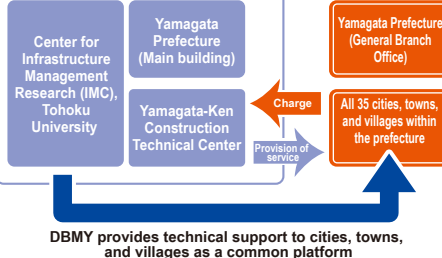 Center for
Infrastructure
Management
Research (IMC),
Tohoku
University
Yamagata
Prefecture
(Main building)
Yamagata-Ken
Construction
Technical Center
Charge
Provision of
service
Yamagata Prefecture
(General Branch
Office)
All 35 cities, towns,
and villages within
the prefecture
DBMY provides technical support to cities, towns,
and villages as a common platform